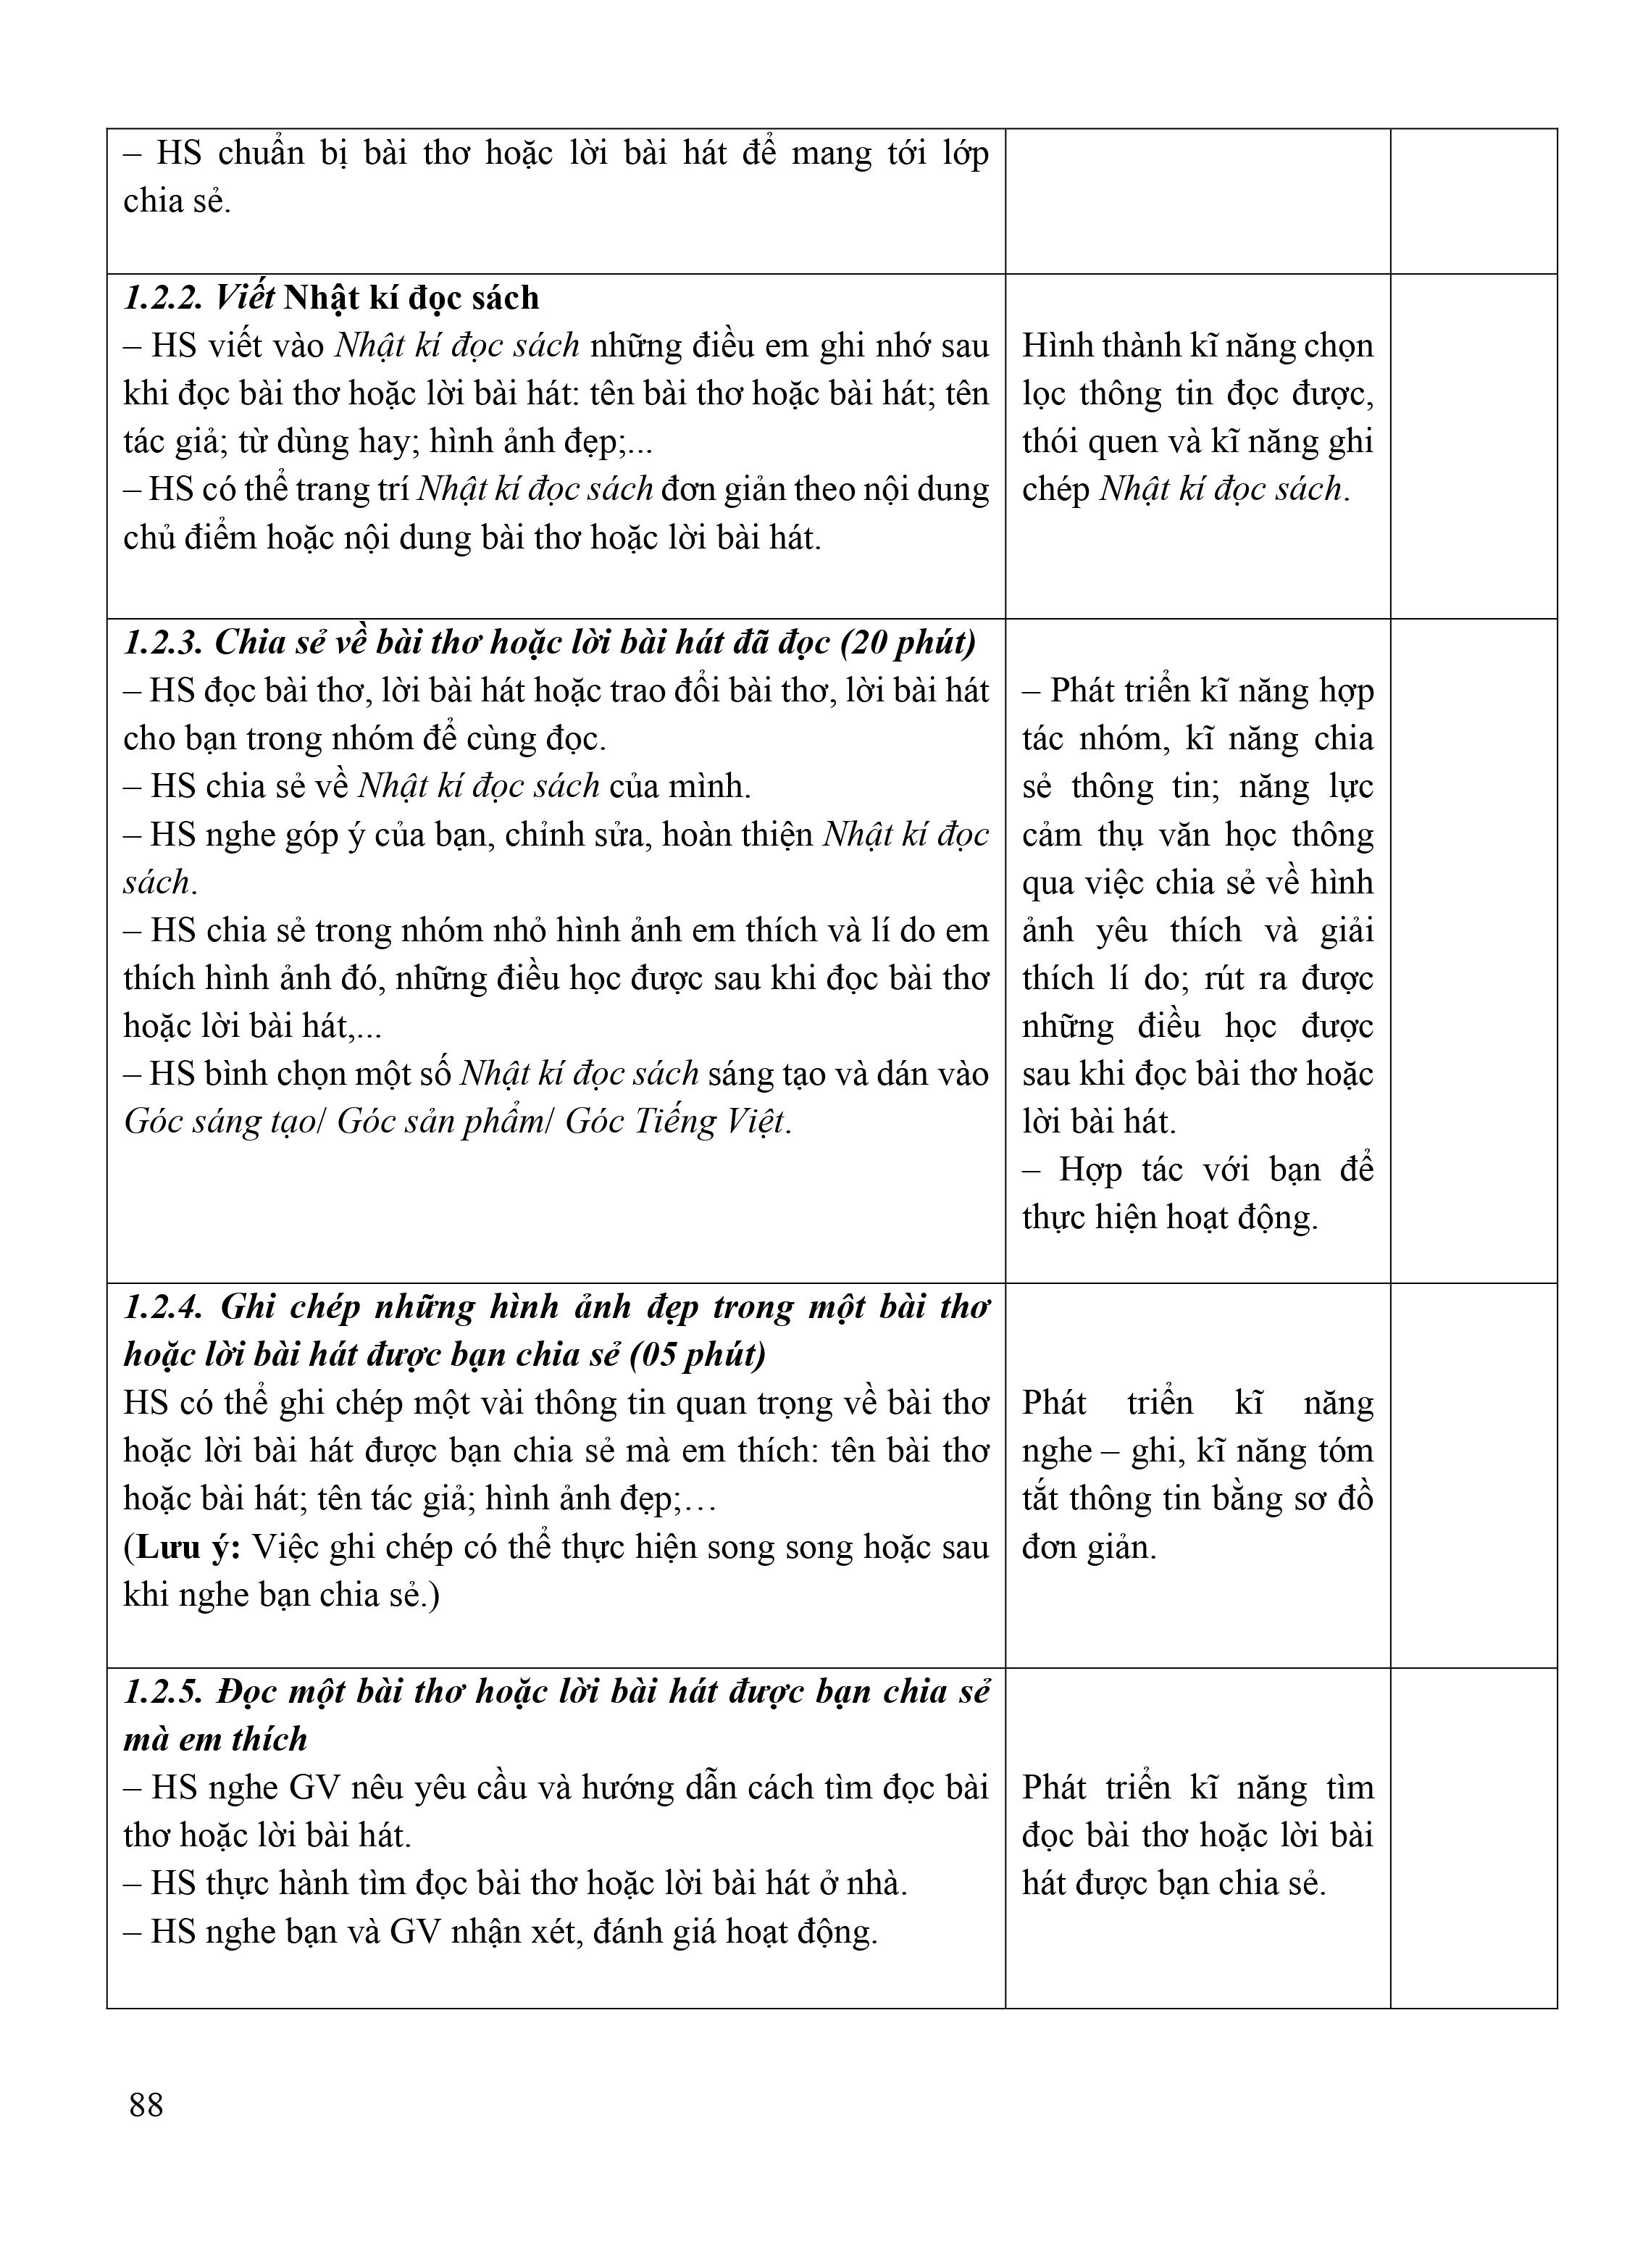 – HS chuẩn bị bài thơ hoặc lời bài hát để mang tới lớp
chia sẻ.
1.2.2. Viết Nhật kí đọc sách
– HS viết vào Nhật kí đọc sách những điều em ghi nhớ sau
khi đọc bài thơ hoặc lời bài hát: tên bài thơ hoặc bài hát; tên
tác giả; từ dùng hay; hình ảnh đẹp;...
– HS có thể trang trí Nhật kí đọc sách đơn giản theo nội dung
chủ điểm hoặc nội dung bài thơ hoặc lời bài hát.
Hình thành kĩ năng chọn
lọc thông tin đọc được,
thói quen và kĩ năng ghi
chép Nhật kí đọc sách.
1.2.3. Chia sẻ về bài thơ hoặc lời bài hát đã đọc (20 phút)
– HS đọc bài thơ, lời bài hát hoặc trao đổi bài thơ, lời bài hát
cho bạn trong nhóm để cùng đọc.
– HS chia sẻ về Nhật kí đọc sách của mình.
– HS nghe góp ý của bạn, chỉnh sửa, hoàn thiện Nhật kí đọc
sách.
– HS chia sẻ trong nhóm nhỏ hình ảnh em thích và lí do em
thích hình ảnh đó, những điều học được sau khi đọc bài thơ
hoặc lời bài hát,...
– HS bình chọn một số Nhật kí đọc sách sáng tạo và dán vào
Góc sáng tạo/ Góc sản phẩm/ Góc Tiếng Việt.
– Phát triển kĩ năng hợp
tác nhóm, kĩ năng chia
sẻ thông tin; năng lực
cảm thụ văn học thông
qua việc chia sẻ về hình
ảnh yêu thích và giải
thích lí do; rút ra được
những điều học được
sau khi đọc bài thơ hoặc
lời bài hát.
– Hợp tác với bạn để
thực hiện hoạt động.
1.2.4. Ghi chép những hình ảnh đẹp trong một bài thơ
hoặc lời bài hát được bạn chia sẻ (05 phút)
HS có thể ghi chép một vài thông tin quan trọng về bài thơ
hoặc lời bài hát được bạn chia sẻ mà em thích: tên bài thơ
hoặc bài hát; tên tác giả; hình ảnh đẹp;…
(Lưu ý: Việc ghi chép có thể thực hiện song song hoặc sau
khi nghe bạn chia sẻ.)
Phát triển kĩ năng
nghe – ghi, kĩ năng tóm
tắt thông tin bằng sơ đồ
đơn giản.
1.2.5. Đọc một bài thơ hoặc lời bài hát được bạn chia sẻ
mà em thích
– HS nghe GV nêu yêu cầu và hướng dẫn cách tìm đọc bài
thơ hoặc lời bài hát.
– HS thực hành tìm đọc bài thơ hoặc lời bài hát ở nhà.
– HS nghe bạn và GV nhận xét, đánh giá hoạt động.
Phát triển kĩ năng tìm
đọc bài thơ hoặc lời bài
hát được bạn chia sẻ.
88